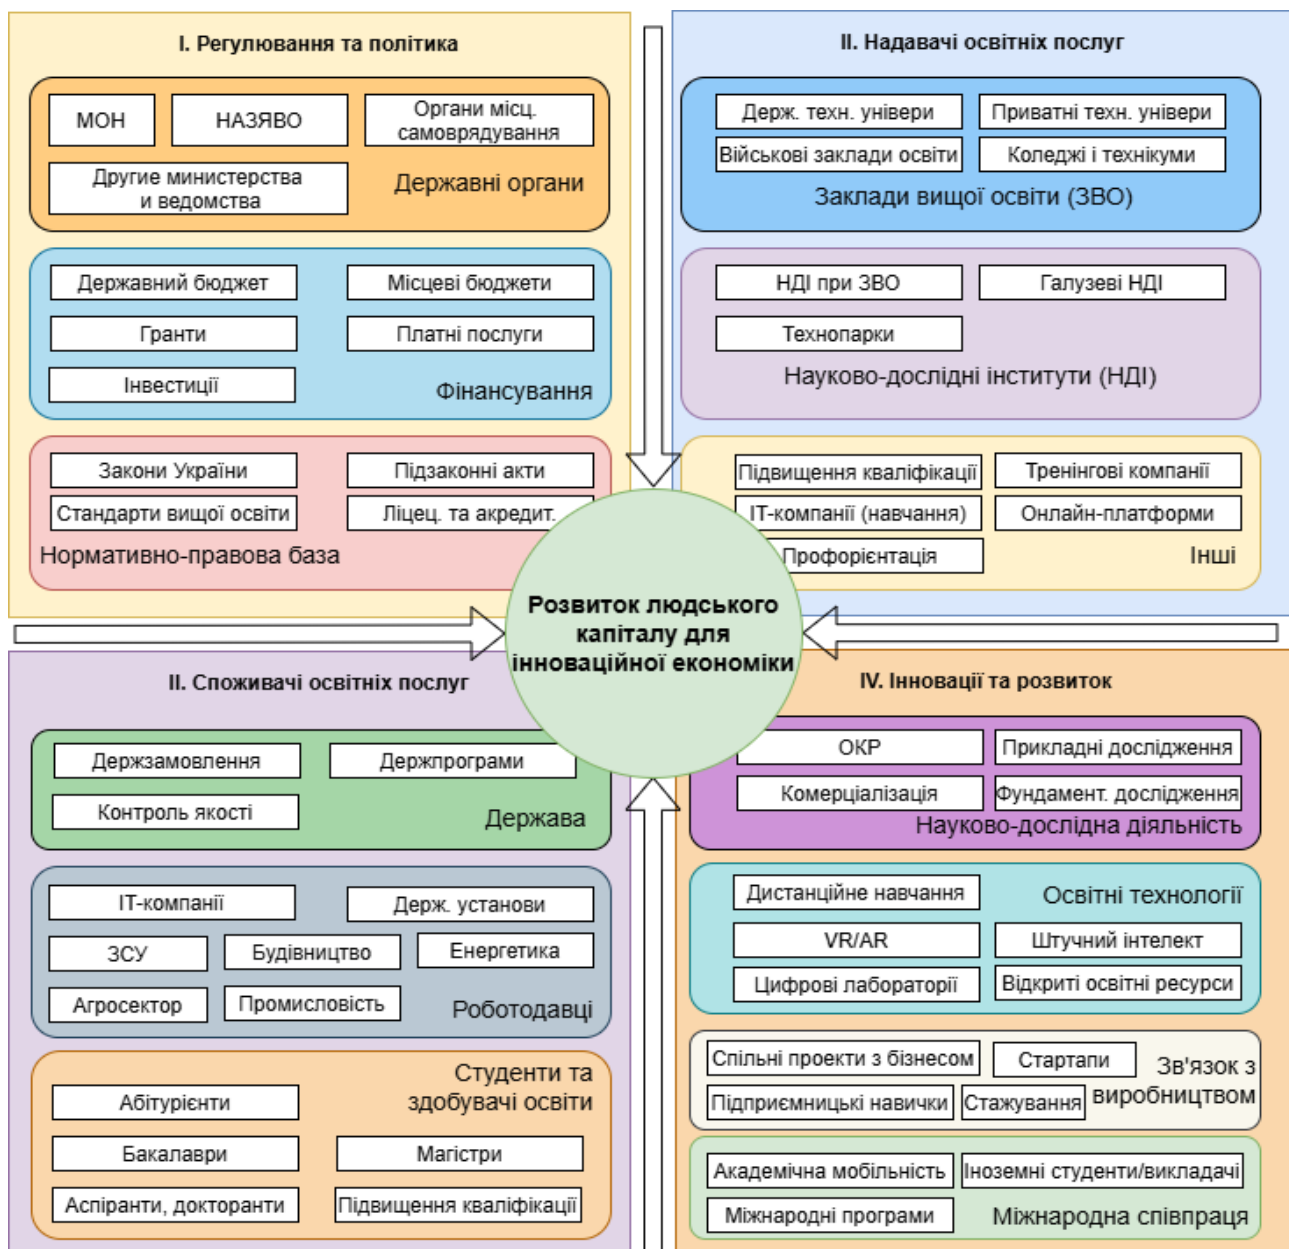 I. Регулювання та політика
МОН
НАЗЯВО
Органи місц.
самоврядування
Другие министерства
и ведомства
Державні органи
Державний бюджет
Місцеві бюджети
Гранти
Платні послуги
Інвестиції
Фінансування
Закони України
Підзаконні акти
Стандарти вищої освіти
Ліцец. та акредит.
Нормативно-правова база
II. Надавачі освітніх послуг
Держ. техн. універи
Приватні техн. універи
Військові заклади освіти
Коледжі і технікуми
Заклади вищої освіти (ЗВО)
НДІ при ЗВО
Галузеві НДІ
Технопарки
Науково-дослідні інститути (НДІ)
Підвищення кваліфікації
Тренінгові компанії
ІТ-компанії (навчання)
Онлайн-платформи
Профорієнтація
Інші
Розвиток людського
капіталу для
інноваційної економіки
II. Споживачі освітніх послуг
Держзамовлення
Держпрограми
Контроль якості
Держава
ІТ-компанії
Держ. установи
ЗСУ
Будівництво
Енергетика
Агросектор
Промисловість
Роботодавці
Студенти та
здобувачі освіти
Абітурієнти
Бакалаври
Магістри
Аспіранти, докторанти
Підвищення кваліфікації
IV. Інновації та розвиток
ОКР
Прикладні дослідження
Комерціалізація
Фундамент. дослідження
Науково-дослідна діяльність
Дистанційне навчання
Освітні технології
VR/AR
Штучний інтелект
Цифрові лабораторії
Відкриті освітні ресурси
Спільні проекти з бізнесом
Стартапи
Зв'язок з
виробництвом
Підприємницькі навички
Стажування
Академічна мобільність
Іноземні студенти/викладачі
Міжнародні програми
Міжнародна співпраця